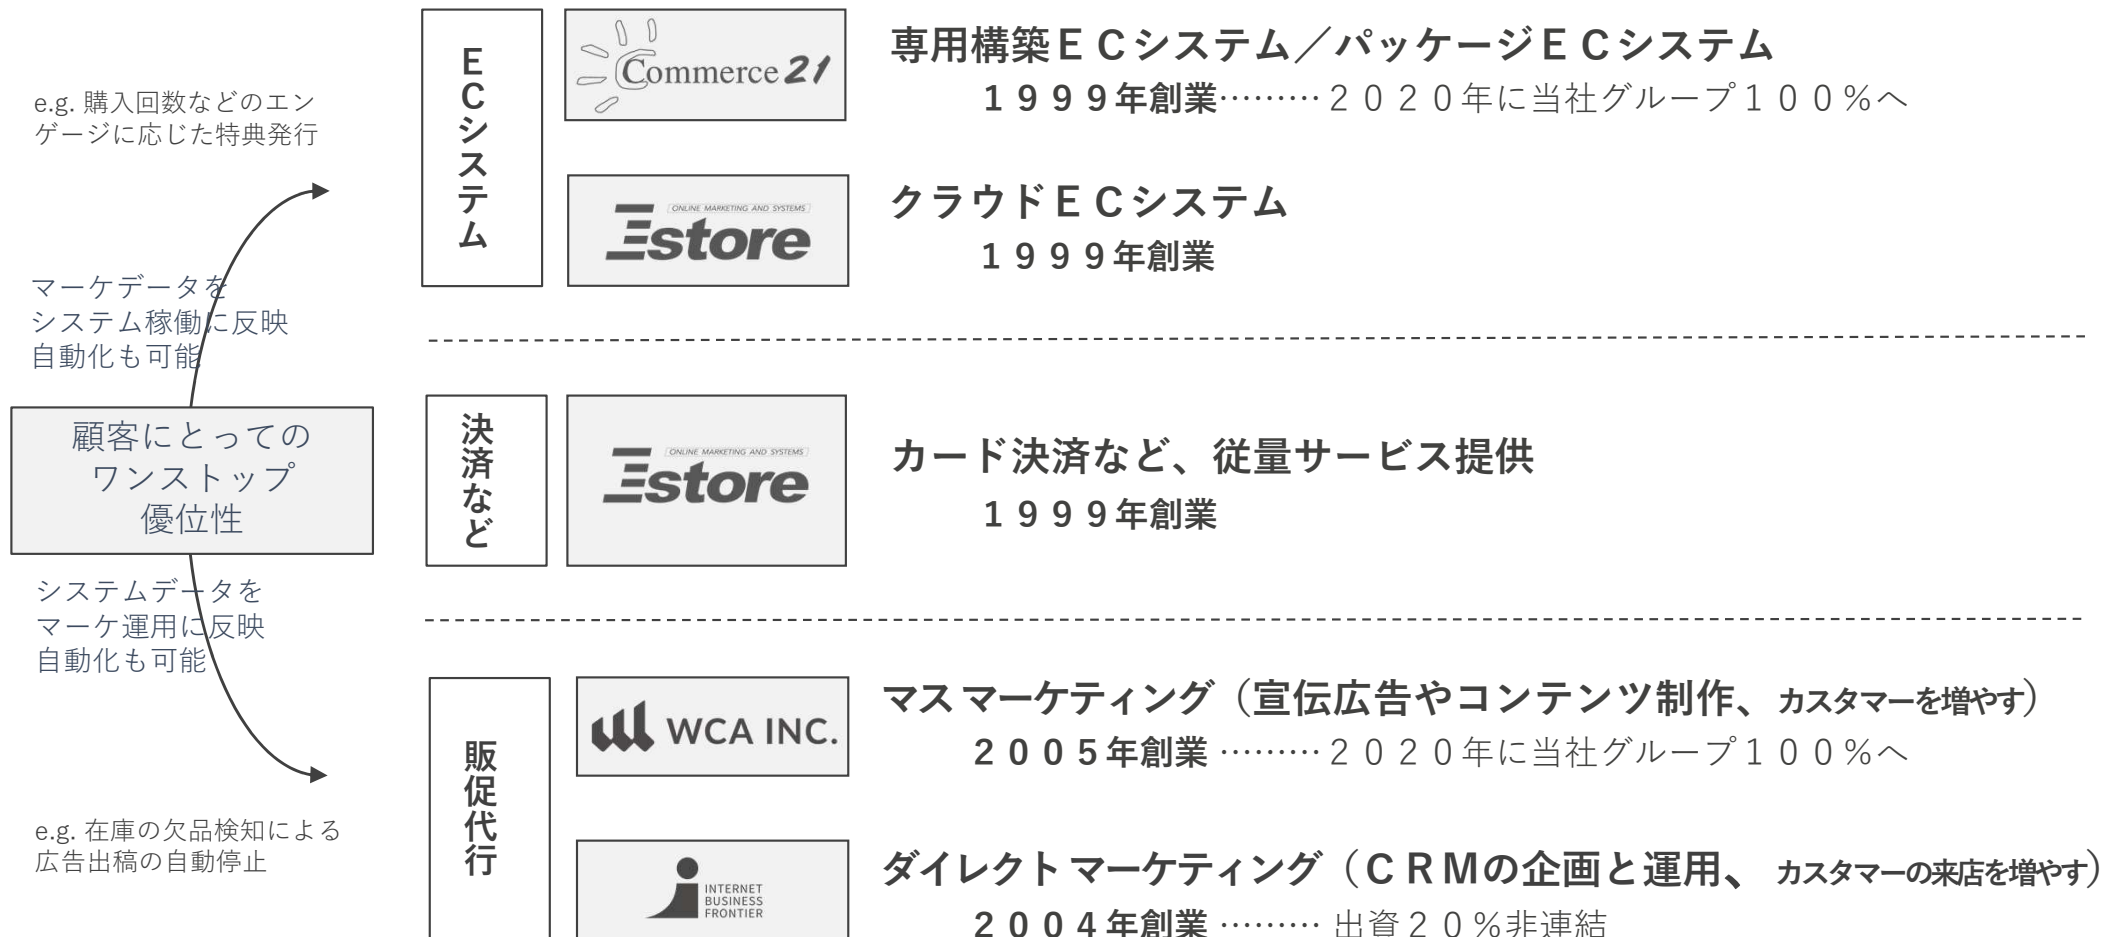 e.g. 購入回数などのエン
ゲージに応じた特典発行
マーケデータを
システム稼働に反映
自動化も可能
顧客にとっての
ワンストップ
優位性
システムデータを
マーケ運用に反映
自動化も可能
e.g. 在庫の欠品検知による
広告出稿の自動停止
ECシステム
Commerce 21
専用構築ECシステム／パッケージECシステム
1999年創業………2020年に当社グループ100%へ
ONLINE MARKETING AND SYSTEMS
Estore
クラウドECシステム
1999年創業
決済など
ONLINE MARKETING AND SYSTEMS
Estore
カード決済など、従量サービス提供
1999年創業
販促代行
WCA INC.
マス マーケティング（宣伝広告やコンテンツ制作、カスタマーを増やす）
2005年創業………2020年に当社グループ100%へ
INTERNET
BUSINESS
FRONTIER
ダイレクト マーケティング（CRMの企画と運用、カスタマーの来店を増やす）
2004年創業………出資20%非連結